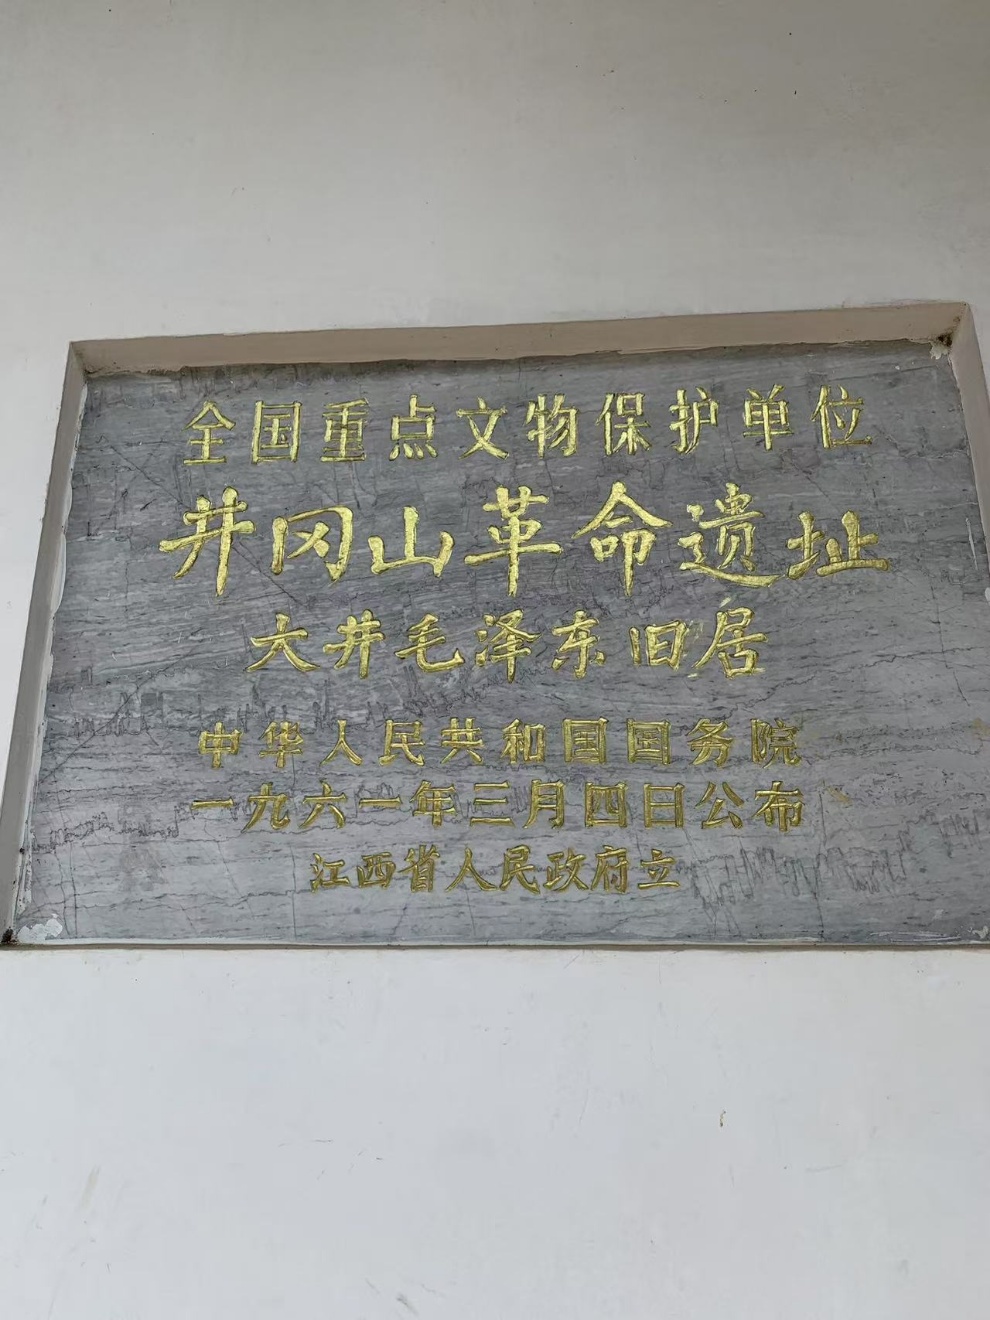 全国重点文物保护单位
井冈山革命遗址
大井毛泽东旧居
中华人民共和国国务院
一九六一年三月四日公布
江西省人民政府立